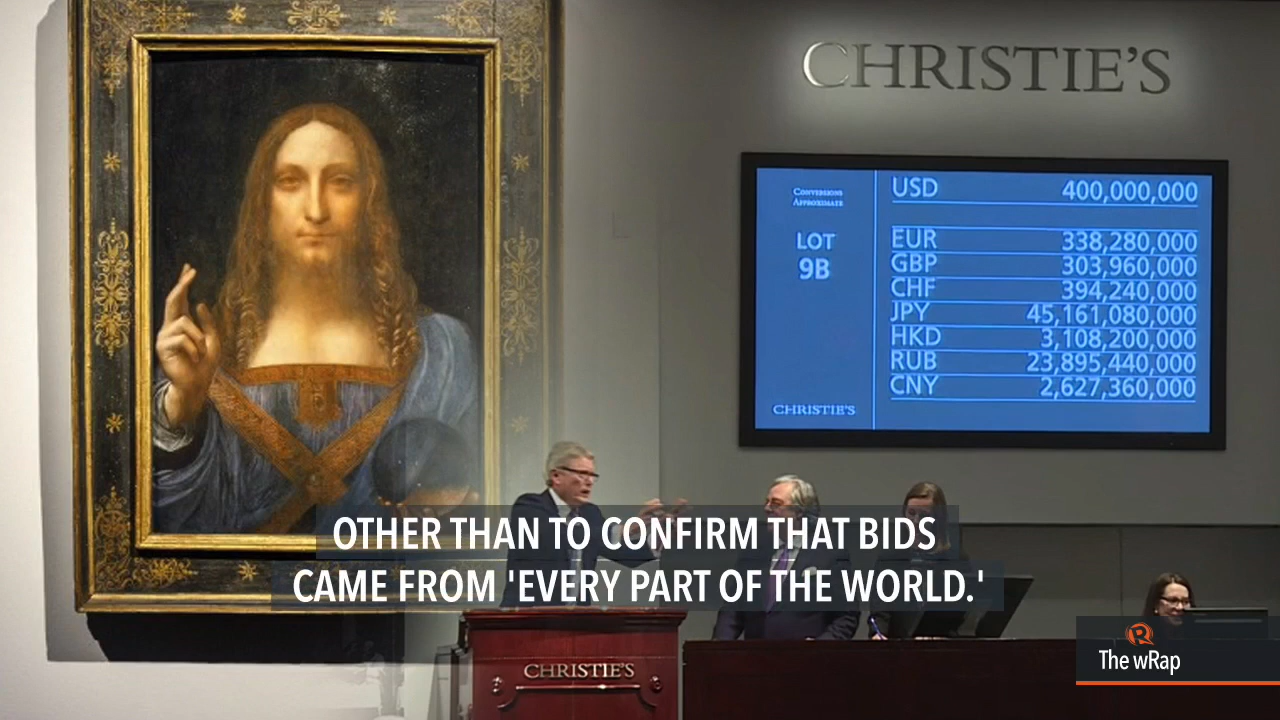 CHRISTIE'S
CONVERSIONS
APPROXIMATE
LOT
9B
CHRISTIE'S
USD 400,000,000
EUR 338,280,000
GBP 303,960,000
CHF 394,240,000
JPY 45,161,080,000
HKD 3,108,200,000
RUB 23,895,440,000
CNY 2,627,360,000
OTHER THAN TO CONFIRM THAT BIDS
CAME FROM 'EVERY PART OF THE WORLD.'
CHRISTIE'S
R
The wRap